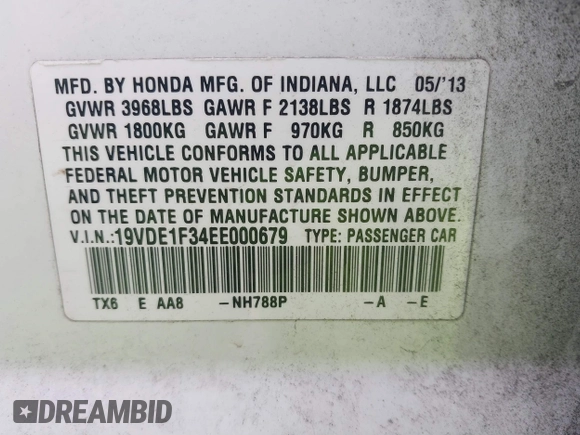 MFD. BY HONDA MFG. OF INDIANA, LLC 05/'13
GVWR 3968LBS GAWR F 2138LBS R 1874LBS
GVWR 1800KG GAWR F 970KG R 850KG
THIS VEHICLE CONFORMS TO ALL APPLICABLE
FEDERAL MOTOR VEHICLE SAFETY, BUMPER,
AND THEFT PREVENTION STANDARDS IN EFFECT
ON THE DATE OF MANUFACTURE SHOWN ABOVE.
V.I.N.:19VDE1F34EE000679 TYPE: PASSENGER CAR
TX6 E AA8 -NH788P -A -E
DREAMBID